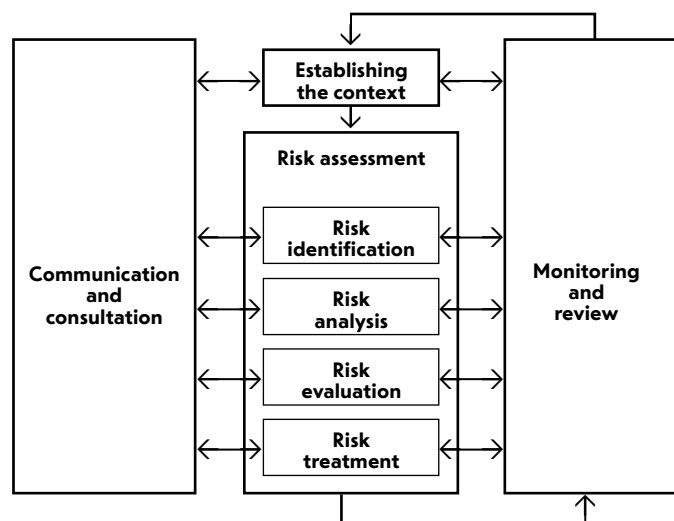 Establishing
the context
Risk assessment
Risk
identification
Communication
and
consultation
Monitoring
and
review
Risk
analysis
Risk
evaluation
Risk
treatment